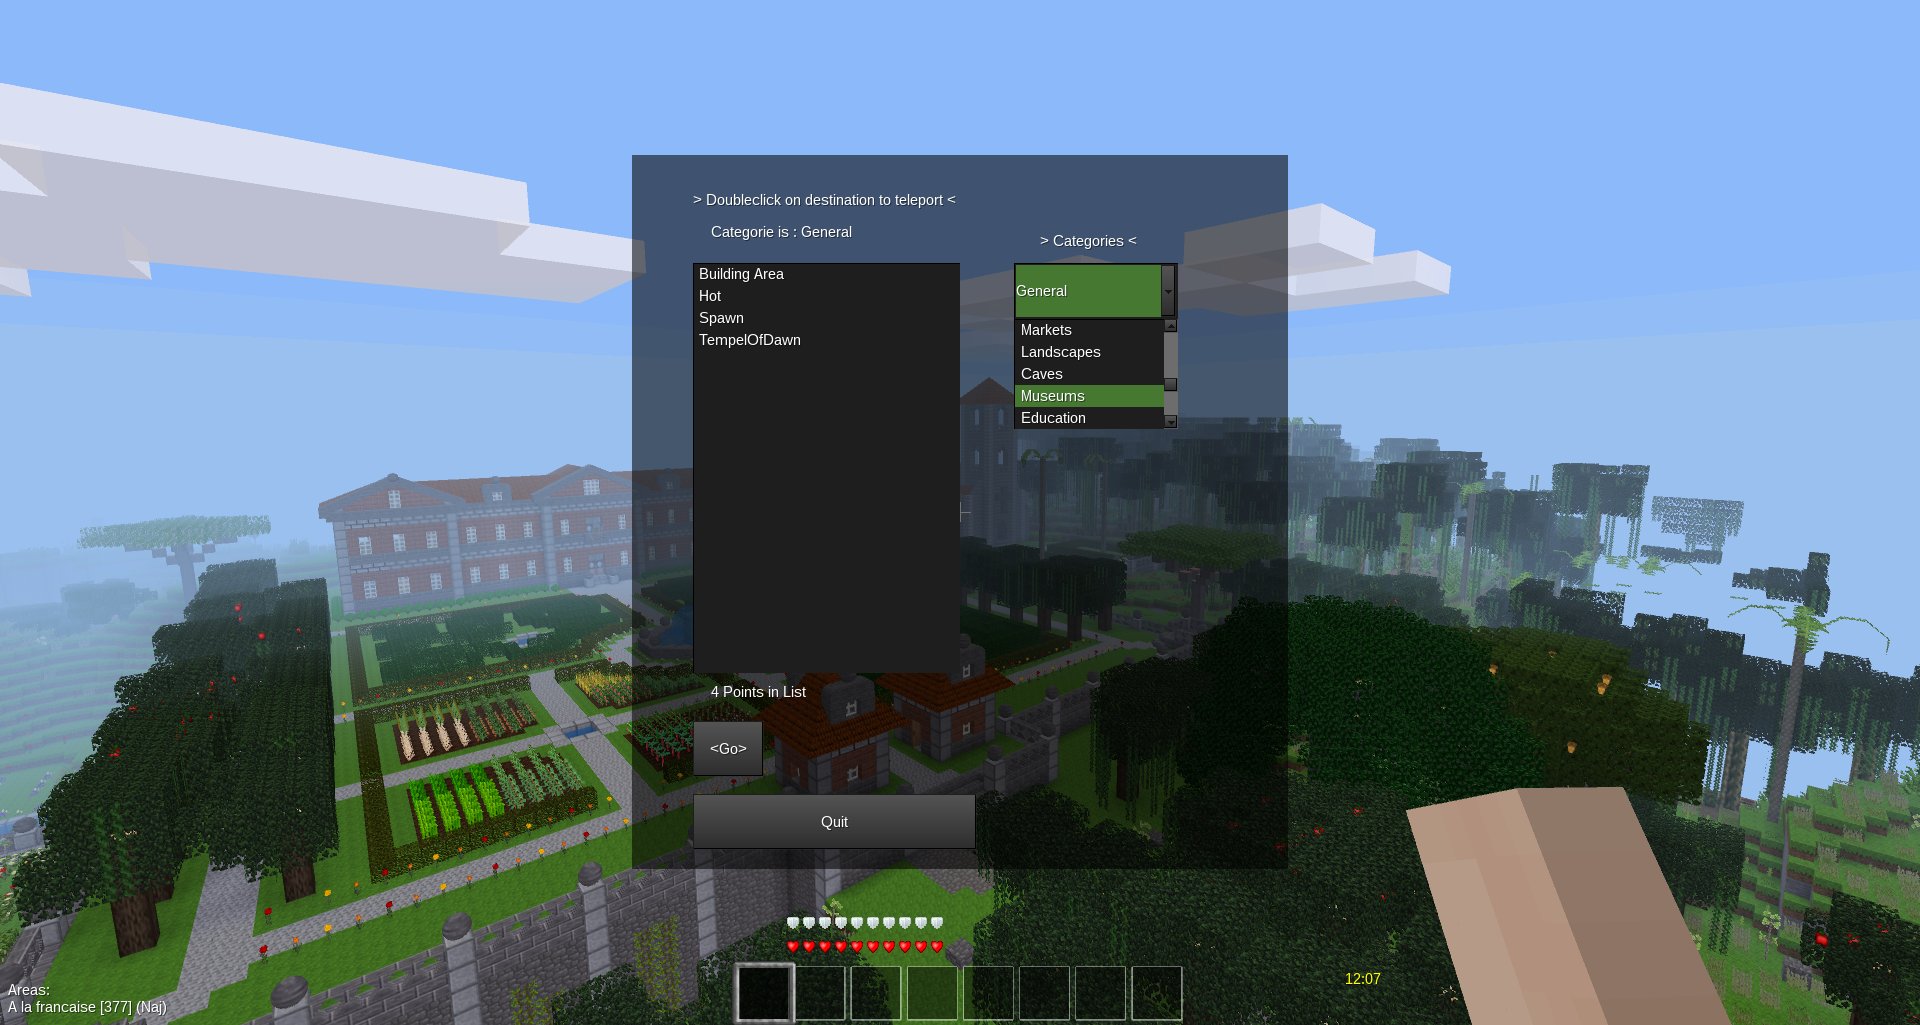 > Doubleclick on destination to teleport <
Categorie is : General
> Categories <
Building Area
Hot
Spawn
TempelOfDawn
General
Markets
Landscapes
Caves
Museums
Education
4 Points in List
<Go>
Quit
12:07
Areas:
A la francaise [377] (Naj)